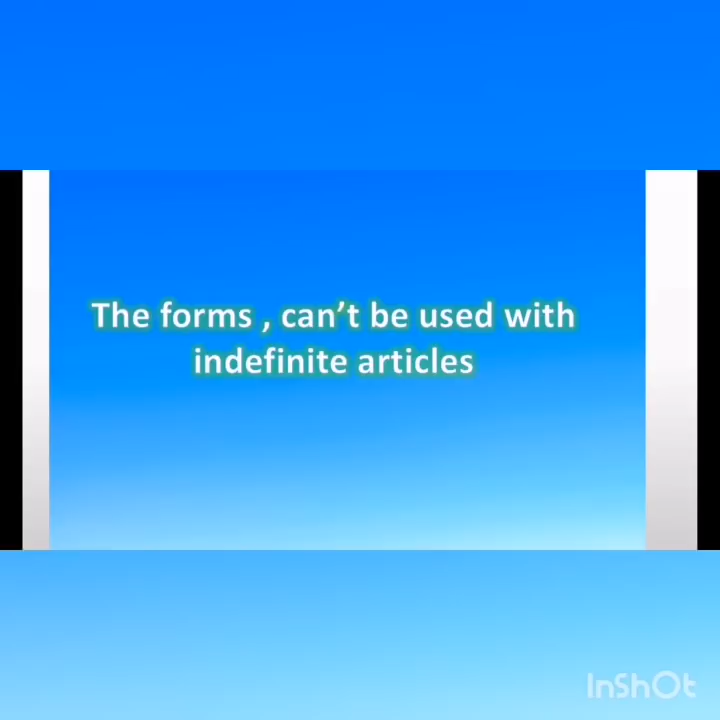 The forms , can’t be used with
indefinite articles
InShOt